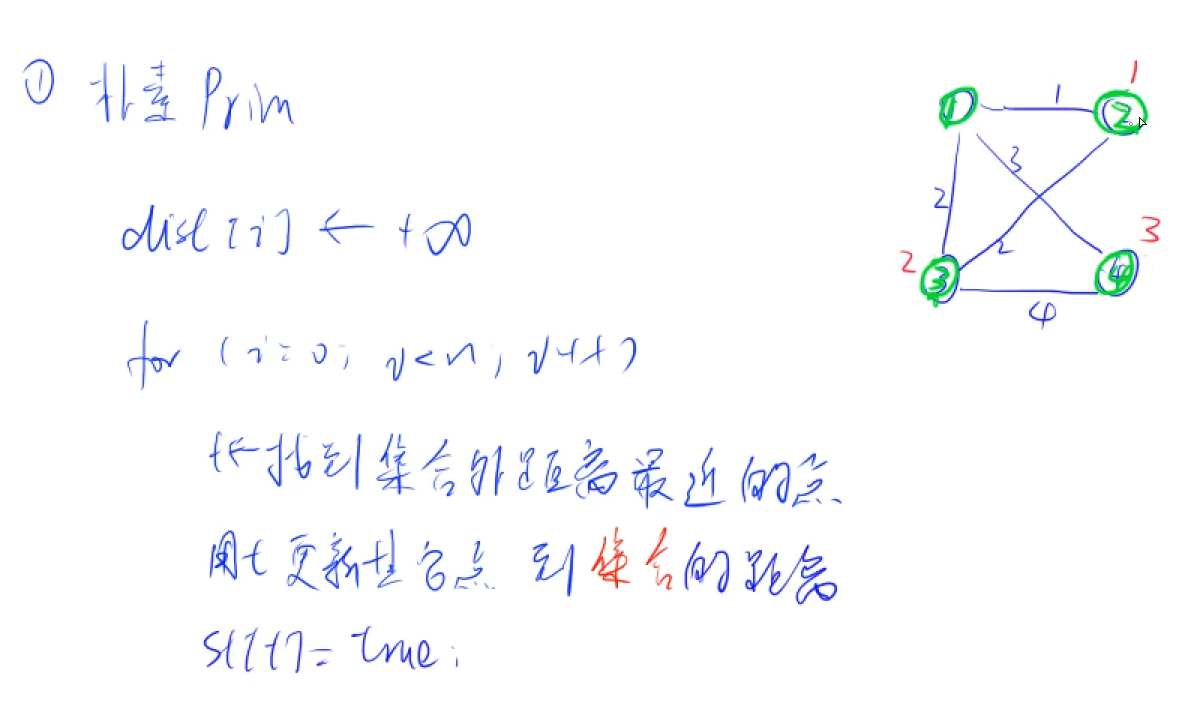 ① 朴素 Prim
dist[i] ← +∞
for (i=0; i<n; i++)
t←找到集合外距离最近的点
用t更新其它点到集合的距离
st[t]=true;
1
1
1
2
3
2
2
3
2
3
4
4